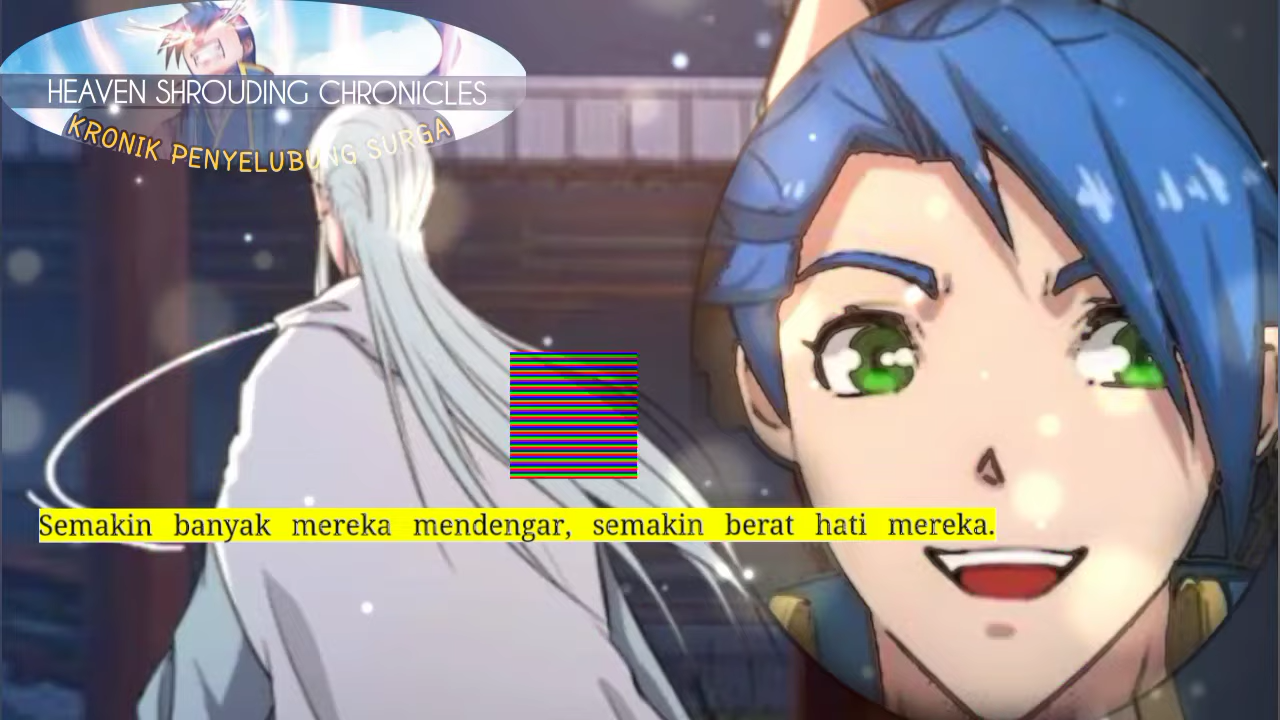 HEAVEN SHROUDING CHRONICLES
KRONIK PENYELUBUNG SURGA
Semakin banyak mereka mendengar, semakin berat hati mereka.